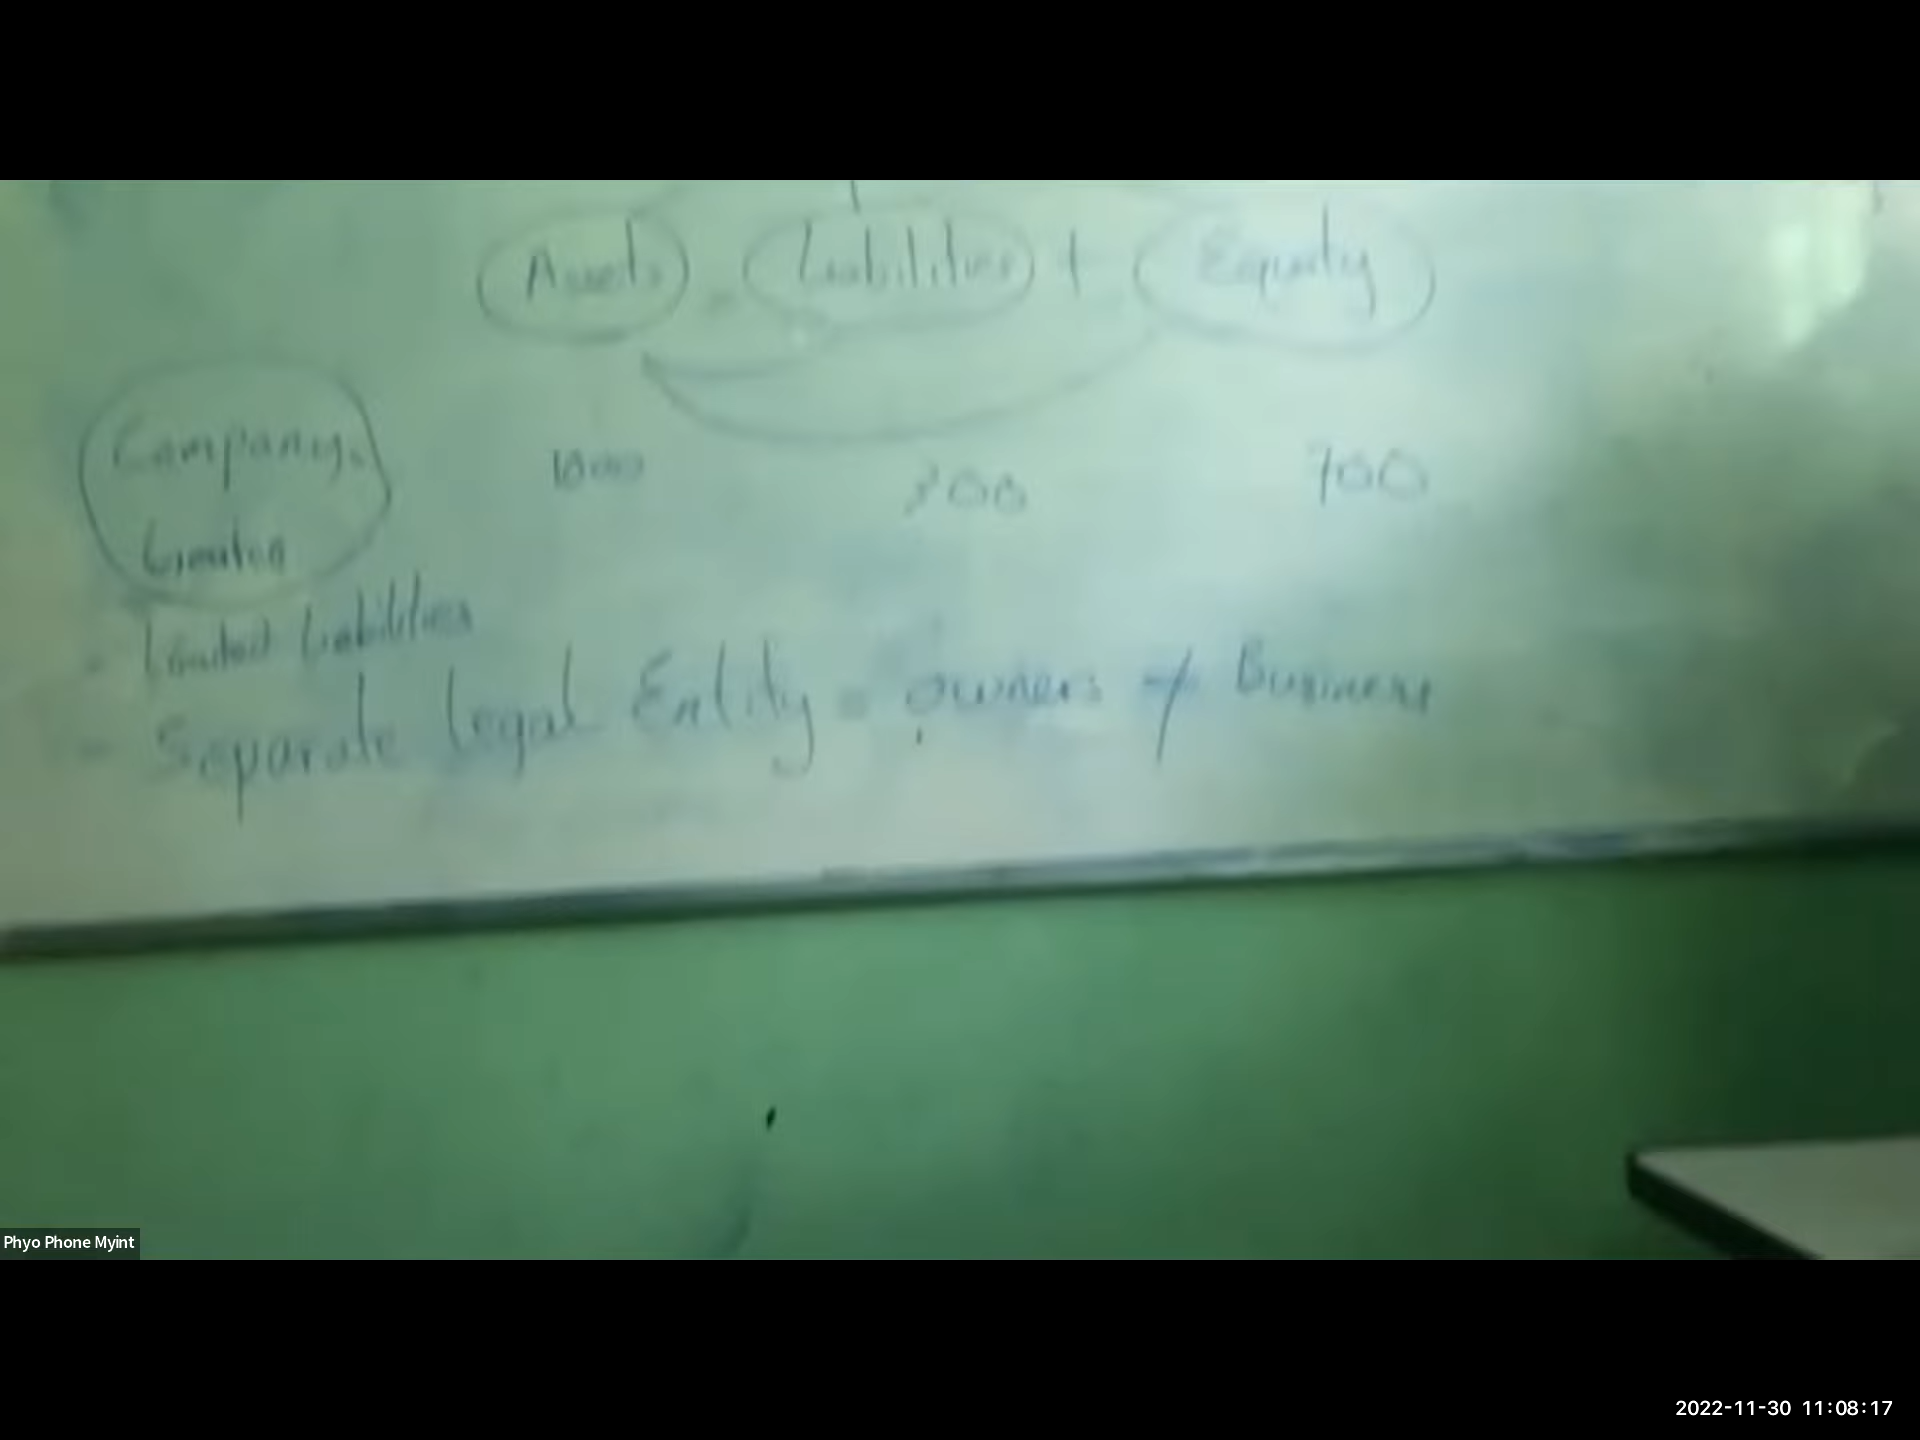 Assets = Liabilities + Equity
Company
Limited
1000 300 700
- Limited Liabilities
- Separate Legal Entity = owners ≠ Business
Phyo Phone Myint
2022-11-30 11:08:17